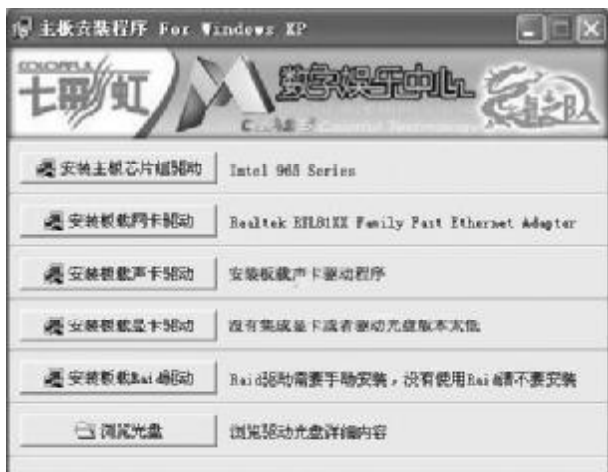 主板安装程序 For Windows XP
COLORFUL
七彩虹
数字娱乐中心
之队
安装主板芯片组驱动 Intel 965 Series
安装板载网卡驱动 Realtek RTL81XX Family Fast Ethernet Adapter
安装板载声卡驱动 安装板载声卡驱动程序
安装板载显卡驱动 没有集成显卡或者驱动光盘版本太低
安装板载Raid驱动 Raid驱动需要手动安装，没有使用Raid请不要安装
浏览光盘 浏览驱动光盘详细内容